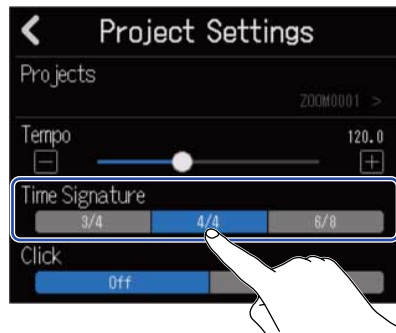 Project Settings
Projects
ZOOM0001 >
Tempo
120.0
Time Signature
3/4 4/4 6/8
Click
Off